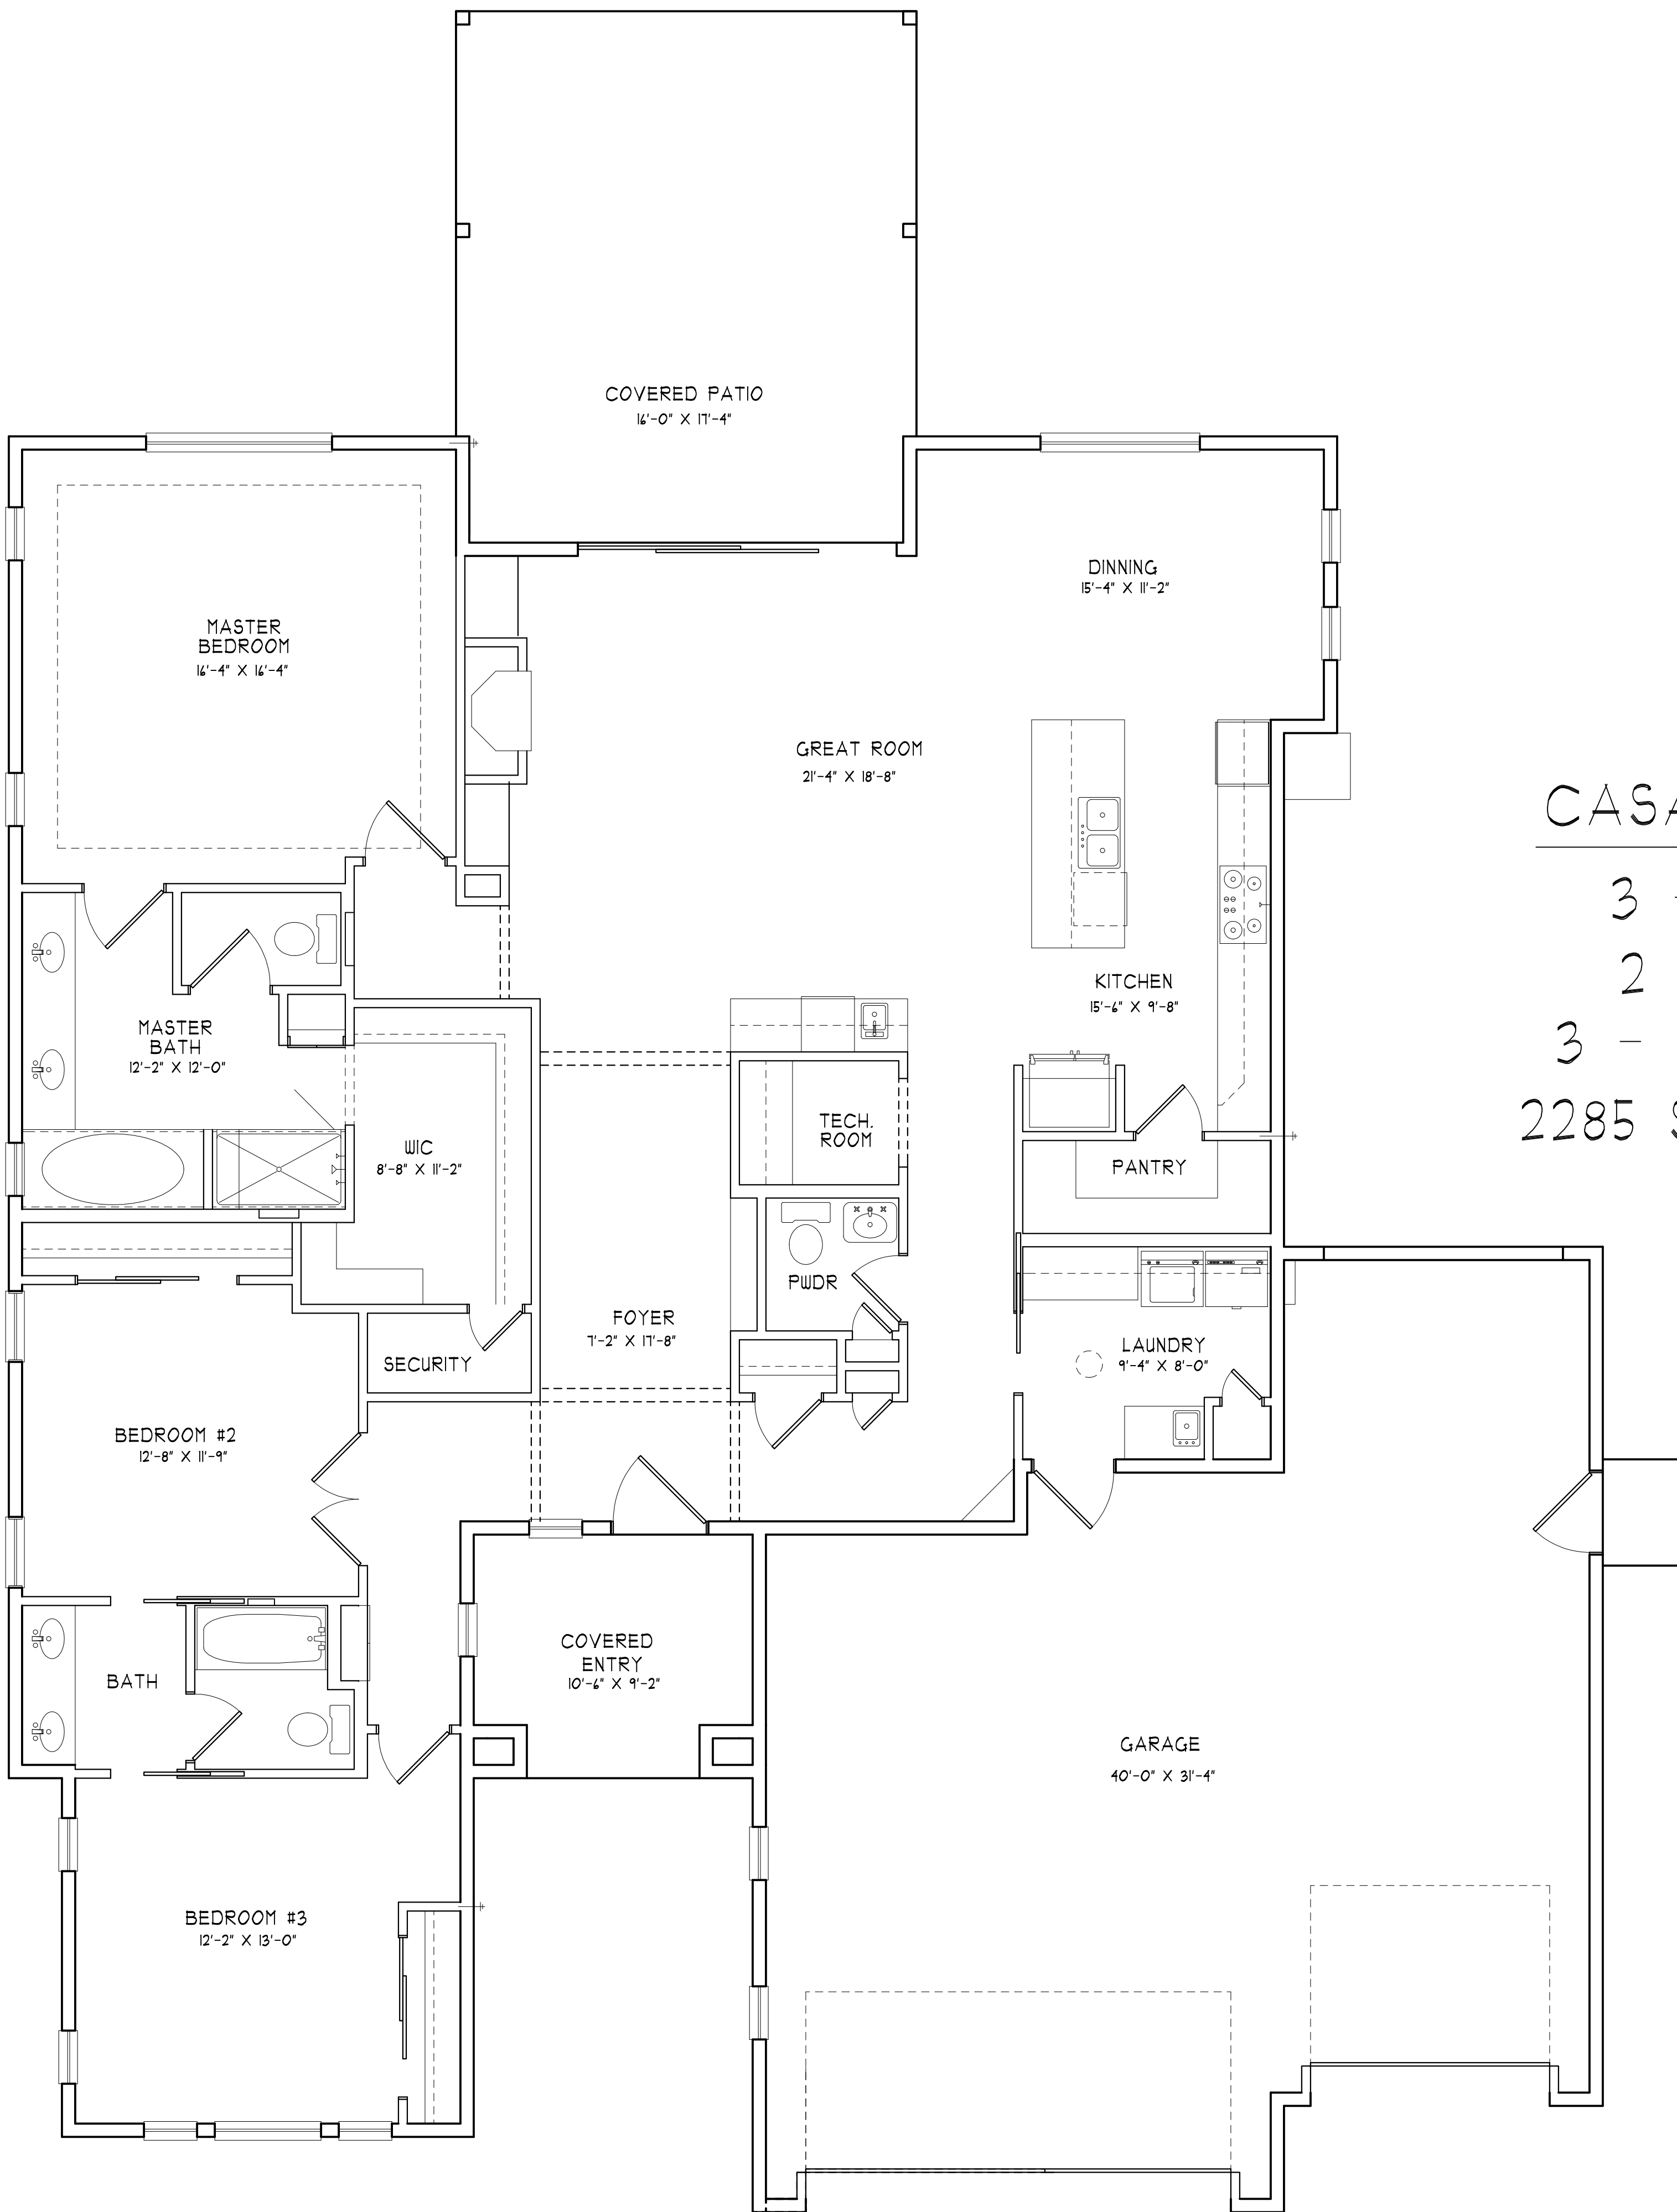 COVERED PATIO
16'-0" X 17'-4"
MASTER
BEDROOM
16'-4" X 16'-4"
DINNING
15'-4" X 11'-2"
GREAT ROOM
21'-4" X 18'-8"
KITCHEN
15'-6" X 9'-8"
MASTER
BATH
12'-2" X 12'-0"
WIC
8'-8" X 11'-2"
TECH.
ROOM
PANTRY
PWDR
FOYER
7'-2" X 17'-8"
SECURITY
LAUNDRY
9'-4" X 8'-0"
BEDROOM #2
12'-8" X 11'-9"
BATH
COVERED
ENTRY
10'-6" X 9'-2"
GARAGE
40'-0" X 31'-4"
BEDROOM #3
12'-2" X 13'-0"
CASA
3 -
2
3 -
2285 S